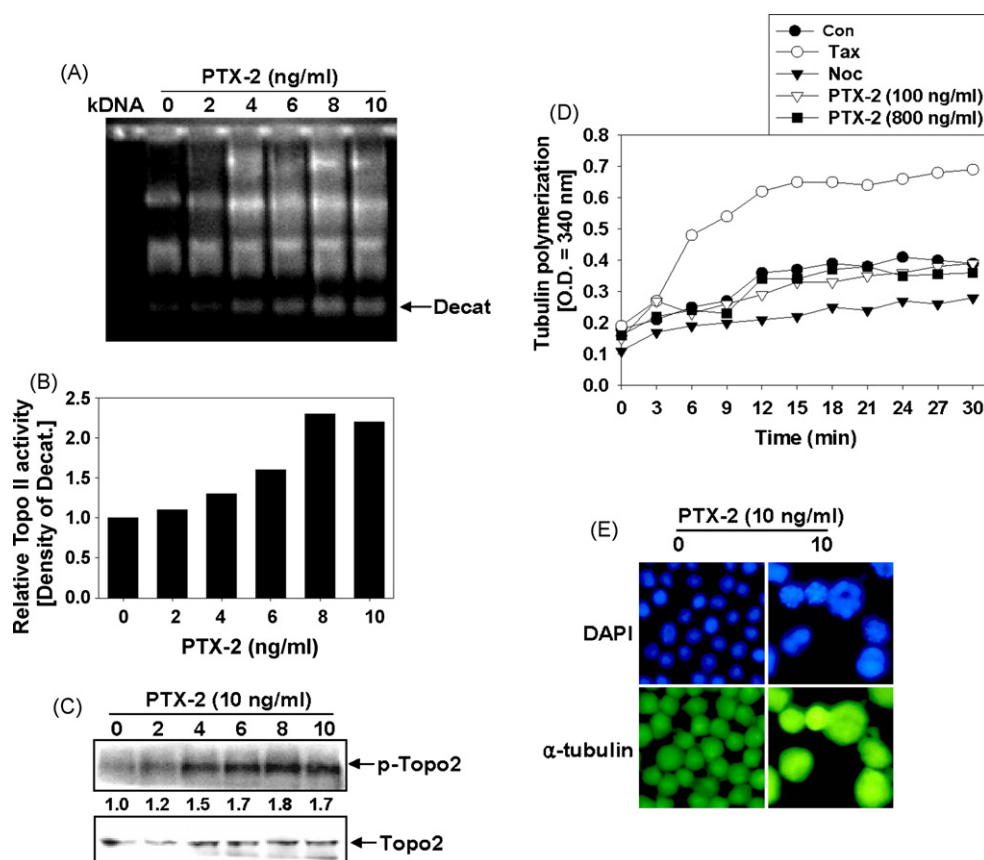 (A)
PTX-2 (ng/ml)
kDNA 0 2 4 6 8 10
Decat
(B)
Relative Topo II activity
[Density of Decat.]
2.5
2.0
1.5
1.0
0.5
0.0
0 2 4 6 8 10
PTX-2 (ng/ml)
(C)
PTX-2 (10 ng/ml)
0 2 4 6 8 10
p-Topo2
1.0 1.2 1.5 1.7 1.8 1.7
Topo2
Con
Tax
Noc
PTX-2 (100 ng/ml)
PTX-2 (800 ng/ml)
(D)
Tubulin polymerization
[O.D. = 340 nm]
0.8
0.7
0.6
0.5
0.4
0.3
0.2
0.1
0.0
0 3 6 9 12 15 18 21 24 27 30
Time (min)
(E)
PTX-2 (10 ng/ml)
0 10
DAPI
α-tubulin